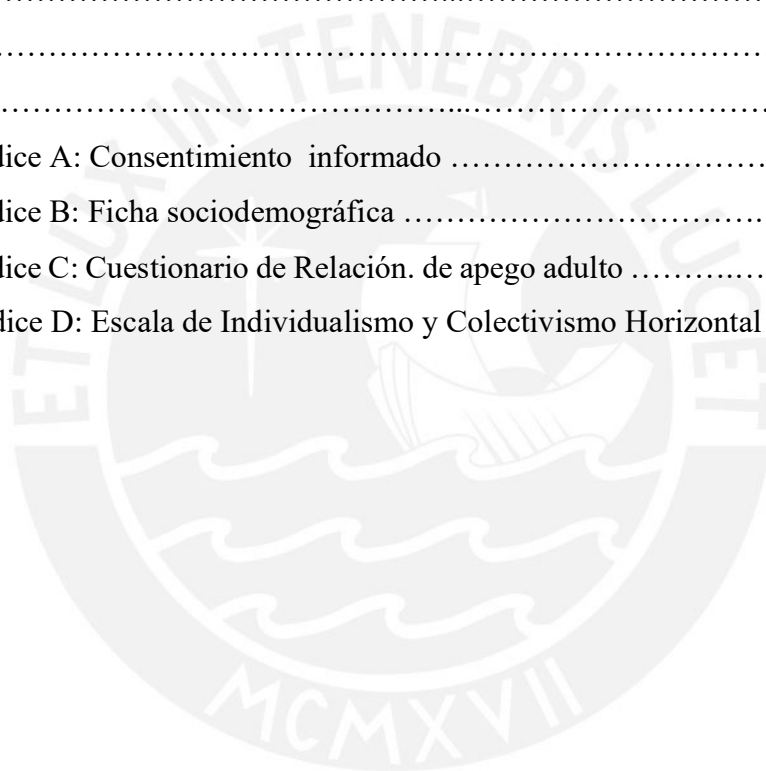 ………………………………………...………………………
……………………………………………………………………
………………………………………...…………………………
dice A: Consentimiento  informado ………………….……..
dice B: Ficha sociodemográfica …………………………….
dice C: Cuestionario de Relación. de apego adulto ……….…
dice D: Escala de Individualismo y Colectivismo Horizontal
ET LUX IN TENEBRIS LUCET
MCMXVII